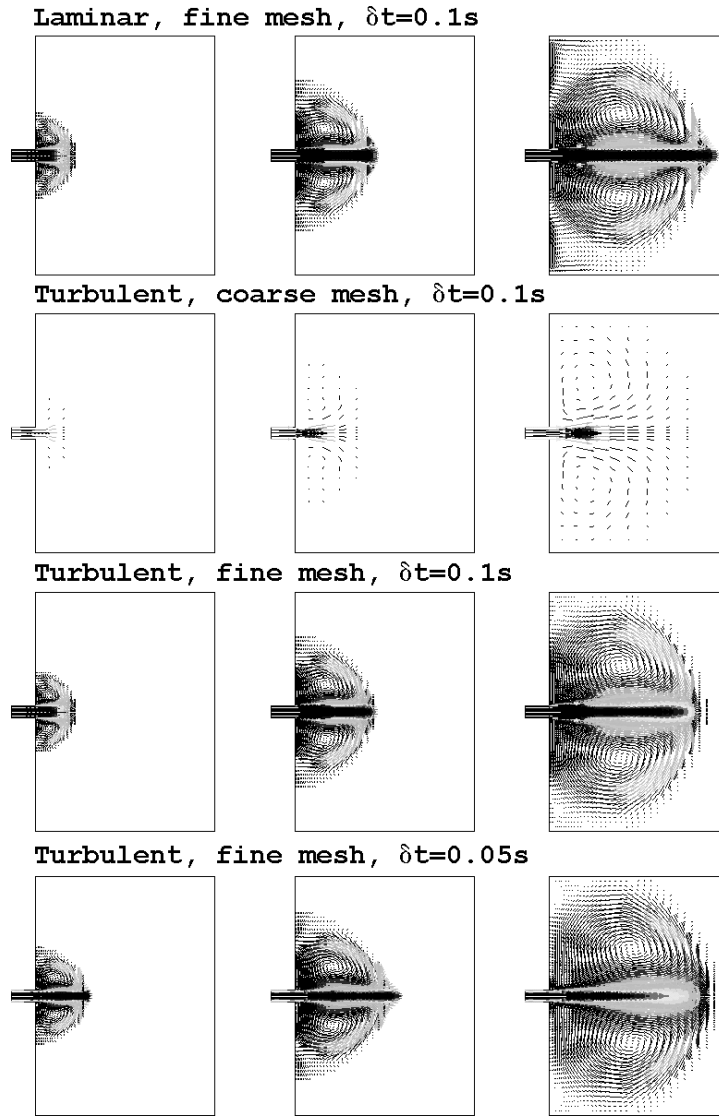 Laminar, fine mesh, δt=0.1s
Turbulent, coarse mesh, δt=0.1s
Turbulent, fine mesh, δt=0.1s
Turbulent, fine mesh, δt=0.05s